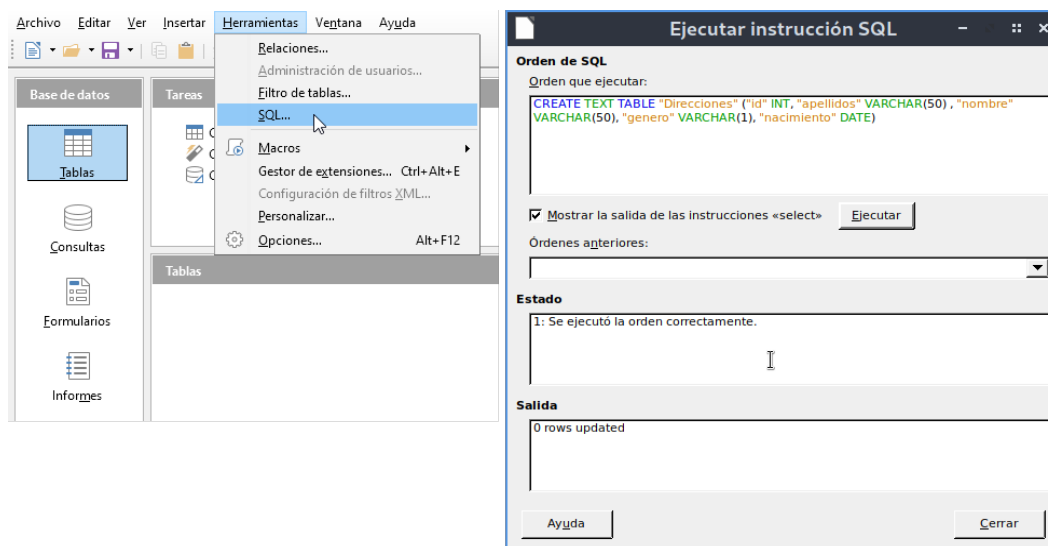 Archivo Editar Ver Insertar Herramientas Ventana Ayuda
Relaciones...
Administración de usuarios...
Filtro de tablas...
SQL...
Macros
Gestor de extensiones... Ctrl+Alt+E
Configuración de filtros XML...
Personalizar...
Opciones... Alt+F12
Base de datos
Tablas
Consultas
Formularios
Informes
Tareas
C
C
C
Tablas
Ejecutar instrucción SQL
Orden de SQL
Orden que ejecutar:
CREATE TEXT TABLE "Direcciones" ("id" INT, "apellidos" VARCHAR(50) , "nombre"
VARCHAR(50), "genero" VARCHAR(1), "nacimiento" DATE)
Mostrar la salida de las instrucciones «select» Ejecutar
Órdenes anteriores:
Estado
1: Se ejecutó la orden correctamente.
Salida
0 rows updated
Ayuda Cerrar